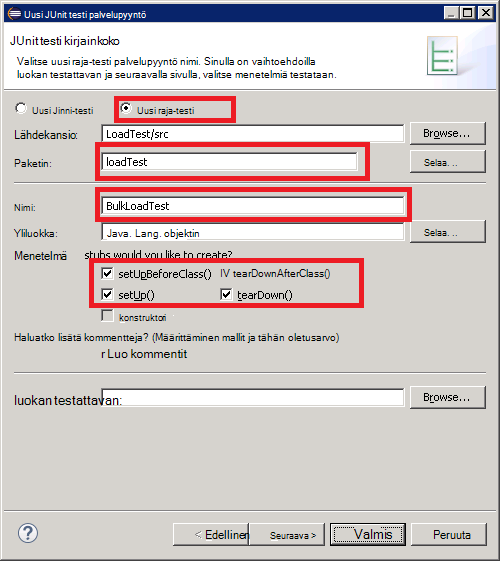 Uusi JUnit testi palvelupyyntö
JUnit testi kirjainkoko
Valitse uusi raja-testi palvelupyyntö nimi. Sinulla on vaihtoehdolla
luokan testattavan ja seuraavalla sivulla, valitse menetelmiä testataan.
Uusi Jinni-testi Uusi raja-testi
Lähdekansio: LoadTest/src Browse...
Paketin: loadTest Selaa. ..
Nimi: BulkLoadTest
Yliluokka: Java. Lang. objektin Selaa. ..
Menetelmä stubs would you like to create?
setUpBeforeClass() IV tearDownAfterClass()
setUp() tearDown()
konstruktori
Haluatko lisätä kommentteja? (Määrittäminen mallit ja tähän oletusarvo)
r Luo kommentit
luokan testattavan: Browse...
? < Edellinen Seuraava > Valmis Peruuta